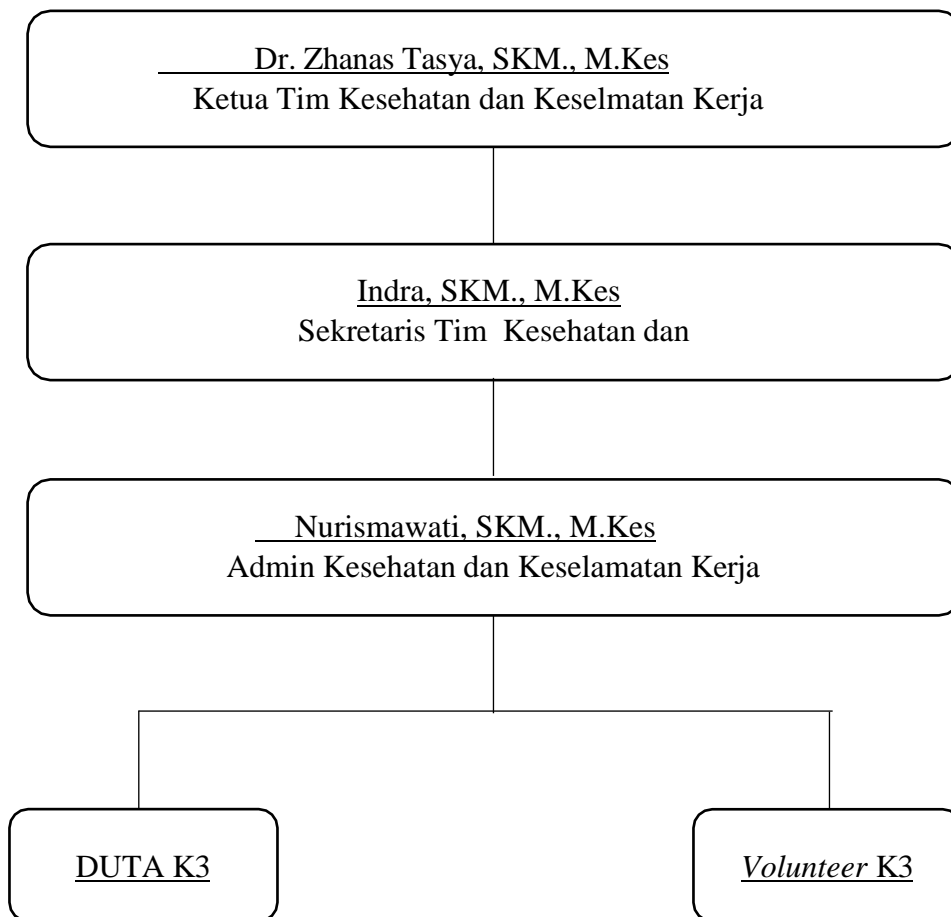 Dr. Zhanas Tasya, SKM., M.Kes
Ketua Tim Kesehatan dan Keselmatan Kerja
Indra, SKM., M.Kes
Sekretaris Tim Kesehatan dan
Nurismawati, SKM., M.Kes
Admin Kesehatan dan Keselamatan Kerja
DUTA K3
Volunteer K3